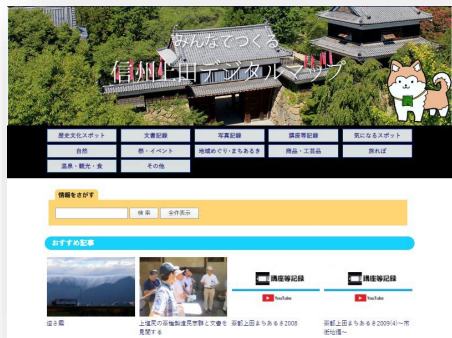 みんなでつくる
信州上田デジタルマップ
歴史文化スポット
文書記録
写真記録
講座等記録
気になるスポット
自然
祭・イベント
地域めぐり・まちあるき
商品・工芸品
旅れぽ
温泉・観光・食
その他
情報をさがす
検索
全件表示
おすすめ記事
講座等記録
YouTube
講座等記録
YouTube
逆さ霧
上塩尻の蚕種製造民家群と文書を見聞する
蚕都上田まちあるき2008
蚕都上田まちあるき2009(4)~市街地編~